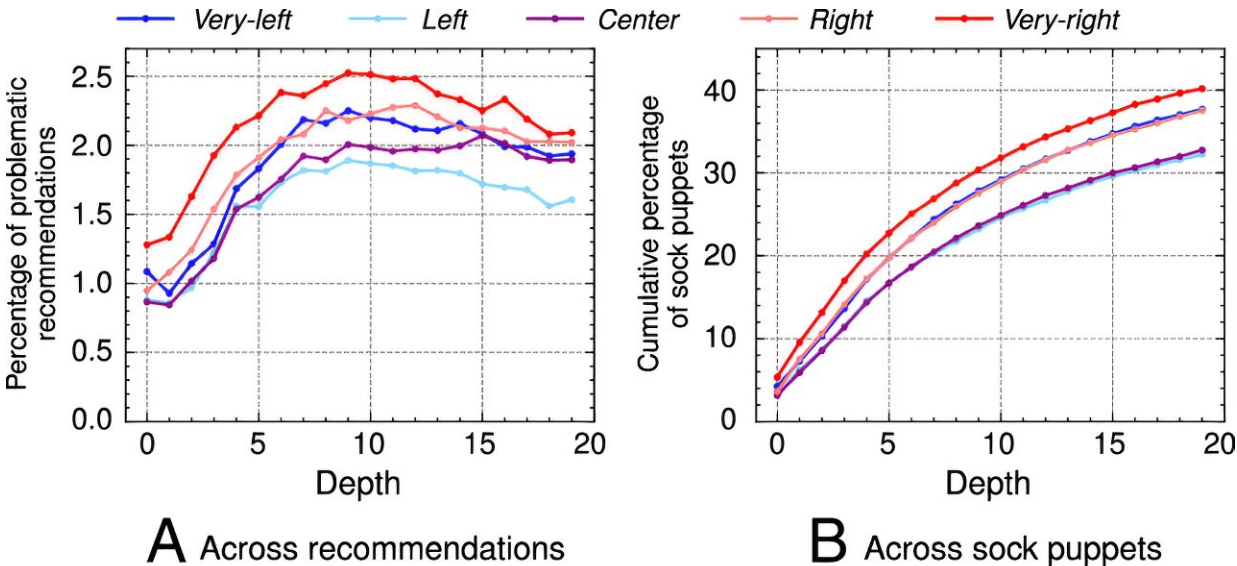 Very-left Left Center Right Very-right
Percentage of problematic
recommendations
2.5
2.0
1.5
1.0
0.5
0.0
0 5 10 15 20
Depth
A Across recommendations
Cumulative percentage
of sock puppets
40
30
20
10
0
0 5 10 15 20
Depth
B Across sock puppets